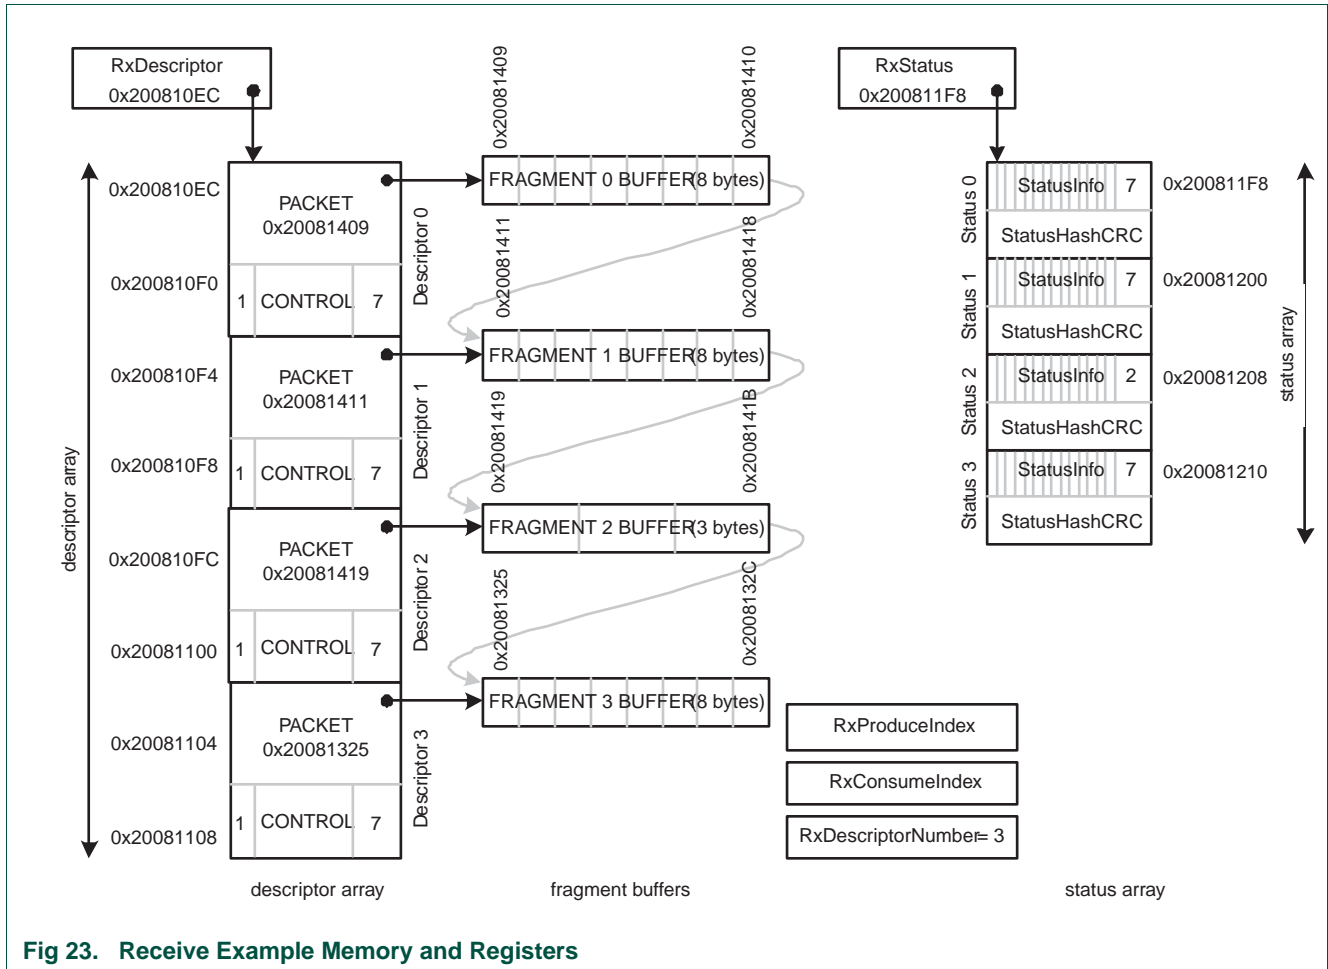 RxDescriptor
0x200810EC
0x20081409
0x20081410
RxStatus
0x200811F8
descriptor array
0x200810EC
PACKET
0x20081409
Descriptor 0
FRAGMENT 0 BUFFER(8 bytes)
0x200810F0
1 CONTROL 7
0x20081411
0x20081418
0x200810F4
PACKET
0x20081411
Descriptor 1
FRAGMENT 1 BUFFER(8 bytes)
0x200810F8
1 CONTROL 7
0x20081419
0x2008141B
0x200810FC
PACKET
0x20081419
Descriptor 2
FRAGMENT 2 BUFFER(3 bytes)
0x20081100
1 CONTROL 7
0x20081325
0x2008132C
0x20081104
PACKET
0x20081325
Descriptor 3
FRAGMENT 3 BUFFER(8 bytes)
0x20081108
1 CONTROL 7
Status 0
StatusInfo 7
0x200811F8
StatusHashCRC
Status 1
StatusInfo 7
0x20081200
StatusHashCRC
Status 2
StatusInfo 2
0x20081208
StatusHashCRC
Status 3
StatusInfo 7
0x20081210
StatusHashCRC
status array
RxProduceIndex
RxConsumeIndex
RxDescriptorNumber= 3
descriptor array
fragment buffers
status array
Fig 23. Receive Example Memory and Registers